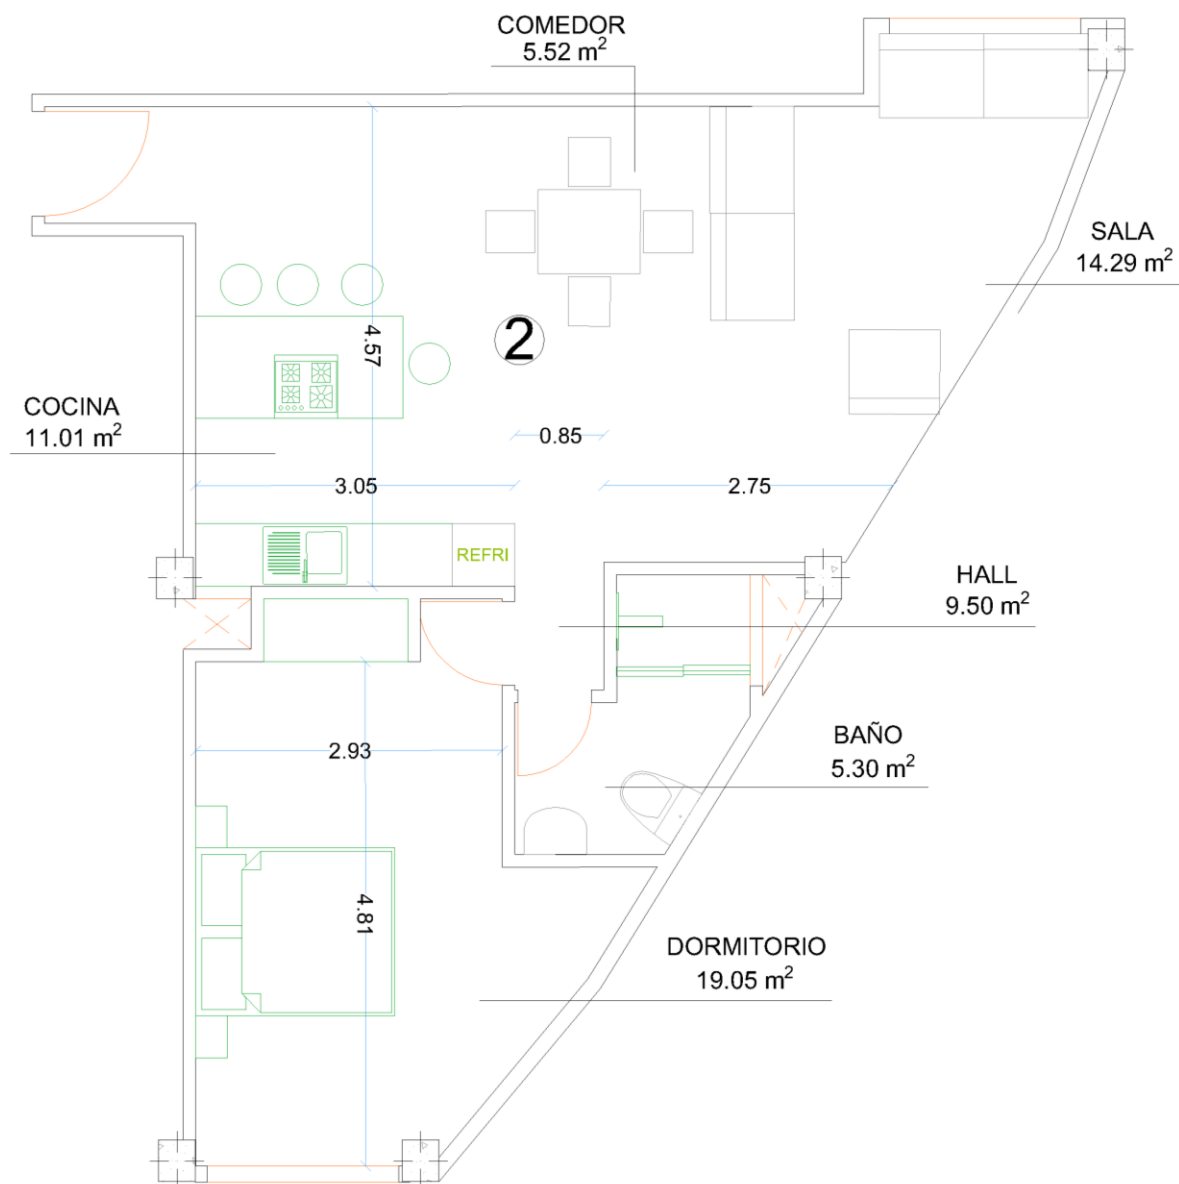 COMEDOR
5.52 m²
SALA
14.29 m²
2
4.57
COCINA
11.01 m²
0.85
3.05
2.75
REFRI
HALL
9.50 m²
BAÑO
5.30 m²
2.93
4.81
DORMITORIO
19.05 m²